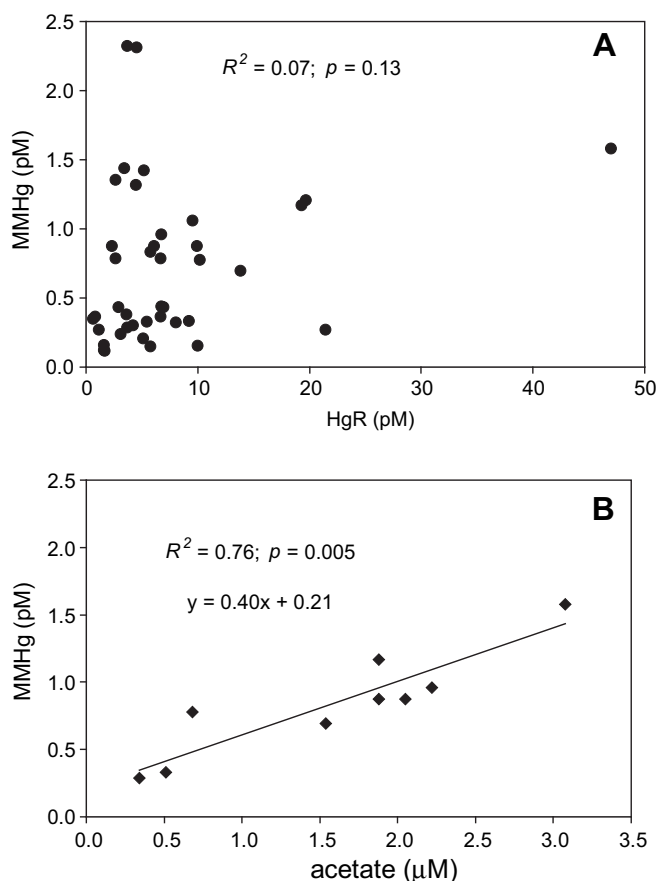 2.5
A
R² = 0.07; p = 0.13
2.0
1.5
MMHg (pM)
1.0
0.5
0.0
0 10 20 30 40 50
HgR (pM)
2.5
B
2.0
R² = 0.76; p = 0.005
y = 0.40x + 0.21
1.5
MMHg (pM)
1.0
0.5
0.0
0.0 0.5 1.0 1.5 2.0 2.5 3.0 3.5
acetate (μM)